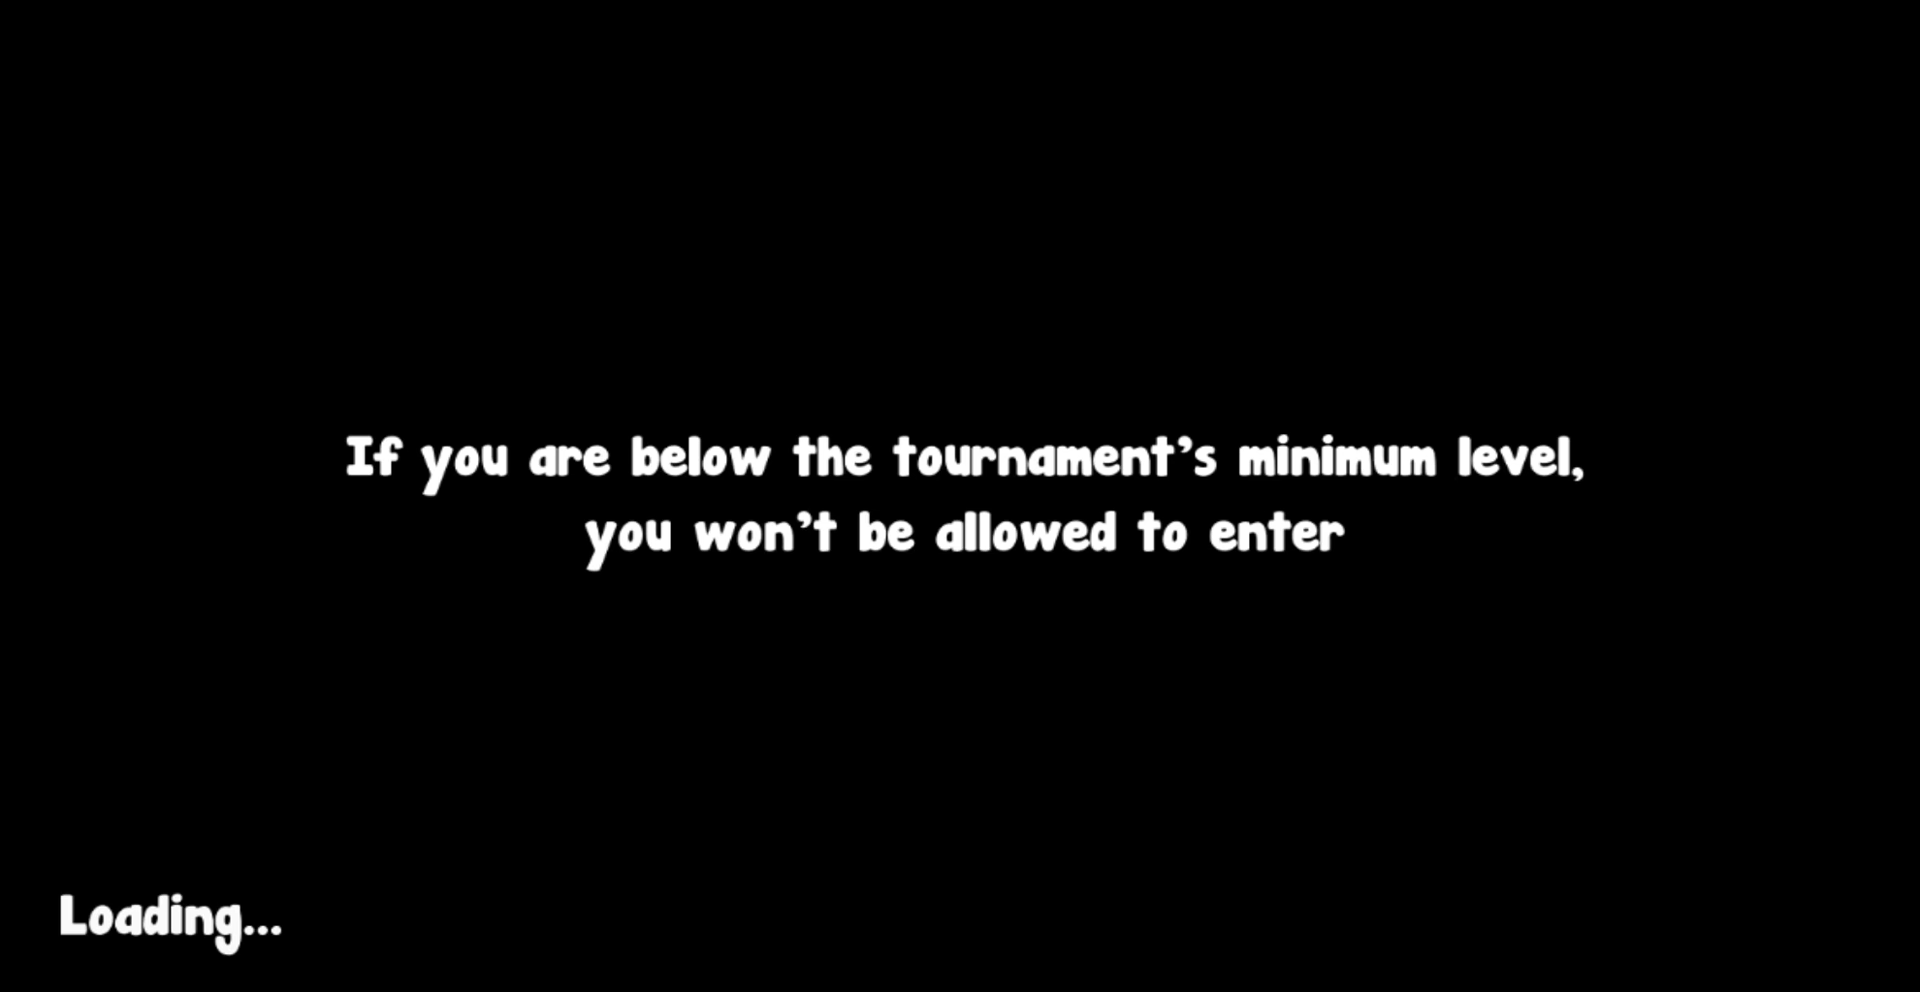 If you are below the tournament’s minimum level,
you won’t be allowed to enter
Loading...